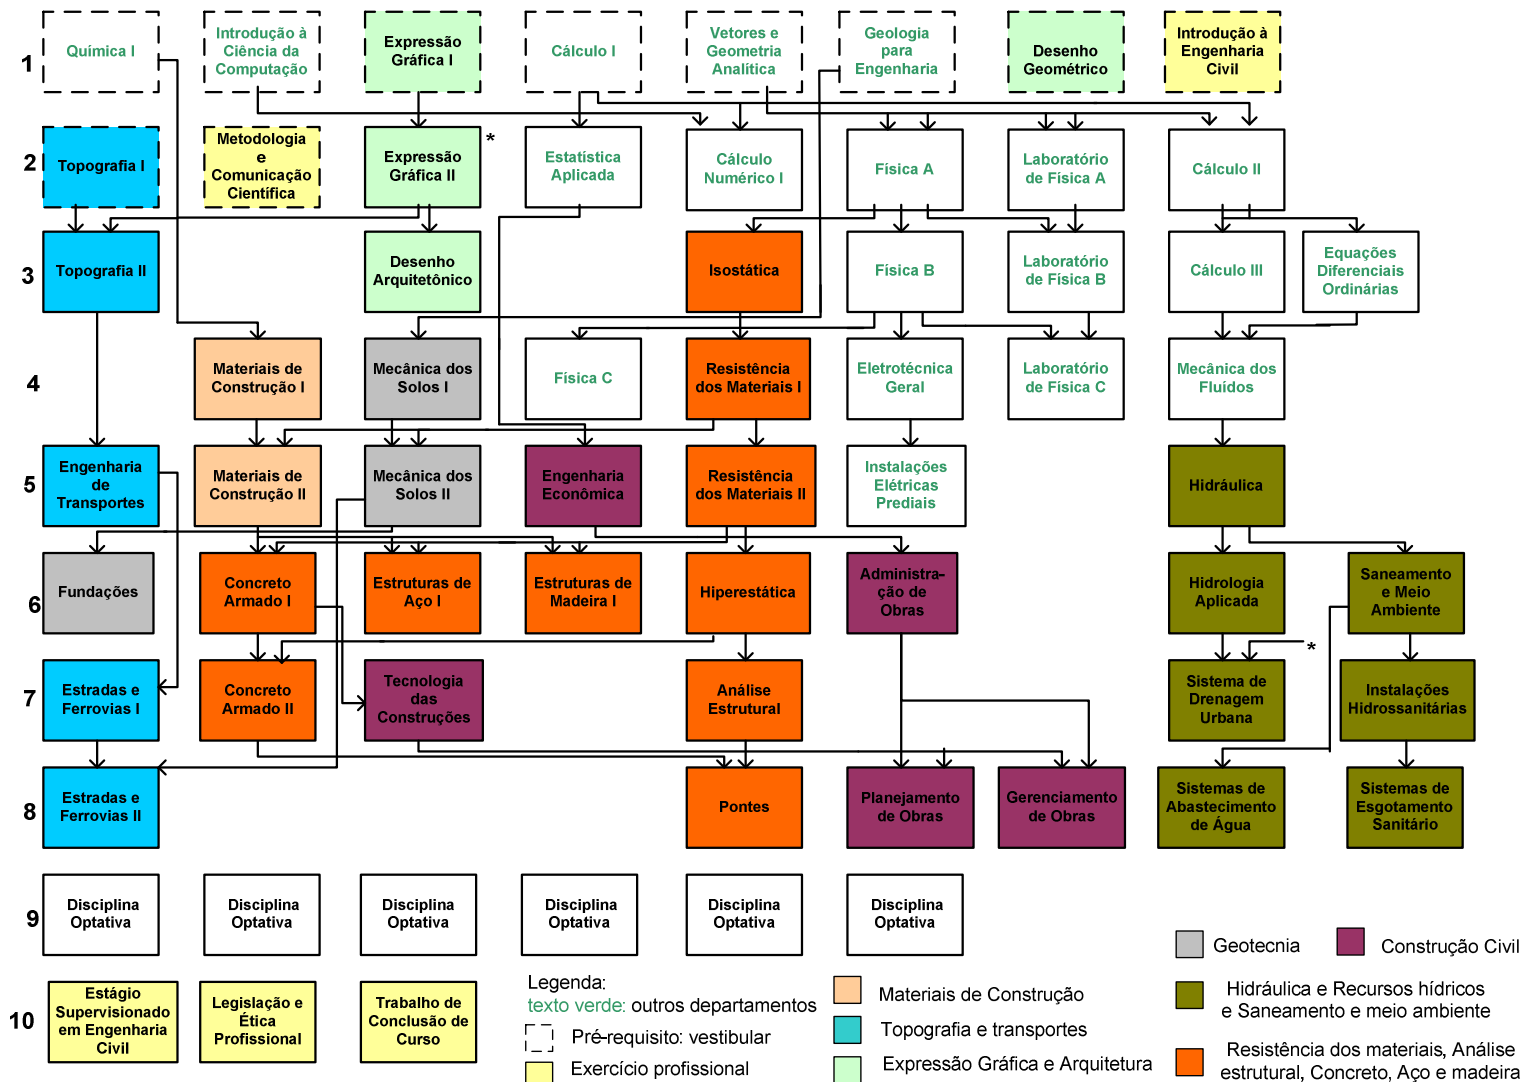 1
Química I
Introdução à
Ciência da
Computação
Expressão
Gráfica I
Cálculo I
Vetores e
Geometria
Analítica
Geologia
para
Engenharia
Desenho
Geométrico
Introdução à
Engenharia
Civil
2
Topografia I
Metodologia
e
Comunicação
Científica
Expressão
Gráfica II
*
Estatística
Aplicada
Cálculo
Numérico I
Física A
Laboratório
de Física A
Cálculo II
3
Topografia II
Desenho
Arquitetônico
Isostática
Física B
Laboratório
de Física B
Cálculo III
Equações
Diferenciais
Ordinárias
4
Materiais de
Construção I
Mecânica dos
Solos I
Física C
Resistência
dos Materiais I
Eletrotécnica
Geral
Laboratório
de Física C
Mecânica dos
Fluídos
5
Engenharia
de
Transportes
Materiais de
Construção II
Mecânica dos
Solos II
Engenharia
Econômica
Resistência
dos Materiais II
Instalações
Elétricas
Prediais
Hidráulica
6
Fundações
Concreto
Armado I
Estruturas de
Aço I
Estruturas de
Madeira I
Hiperestática
Administra-
ção de
Obras
Hidrologia
Aplicada
Saneamento
e Meio
Ambiente
7
Estradas e
Ferrovias I
Concreto
Armado II
Tecnologia
das
Construções
Análise
Estrutural
Sistema de
Drenagem
Urbana
*
Instalações
Hidrossanitárias
8
Estradas e
Ferrovias II
Pontes
Planejamento
de Obras
Gerenciamento
de Obras
Sistemas de
Abastecimento
de Água
Sistemas de
Esgotamento
Sanitário
9
Disciplina
Optativa
Disciplina
Optativa
Disciplina
Optativa
Disciplina
Optativa
Disciplina
Optativa
Disciplina
Optativa
10
Estágio
Supervisionado
em Engenharia
Civil
Legislação e
Ética
Profissional
Trabalho de
Conclusão de
Curso
Legenda:
texto verde: outros departamentos
Pré-requisito: vestibular
Exercício profissional
Materiais de Construção
Topografia e transportes
Expressão Gráfica e Arquitetura
Geotecnia
Construção Civil
Hidráulica e Recursos hídricos
e Saneamento e meio ambiente
Resistência dos materiais, Análise
estrutural, Concreto, Aço e madeira